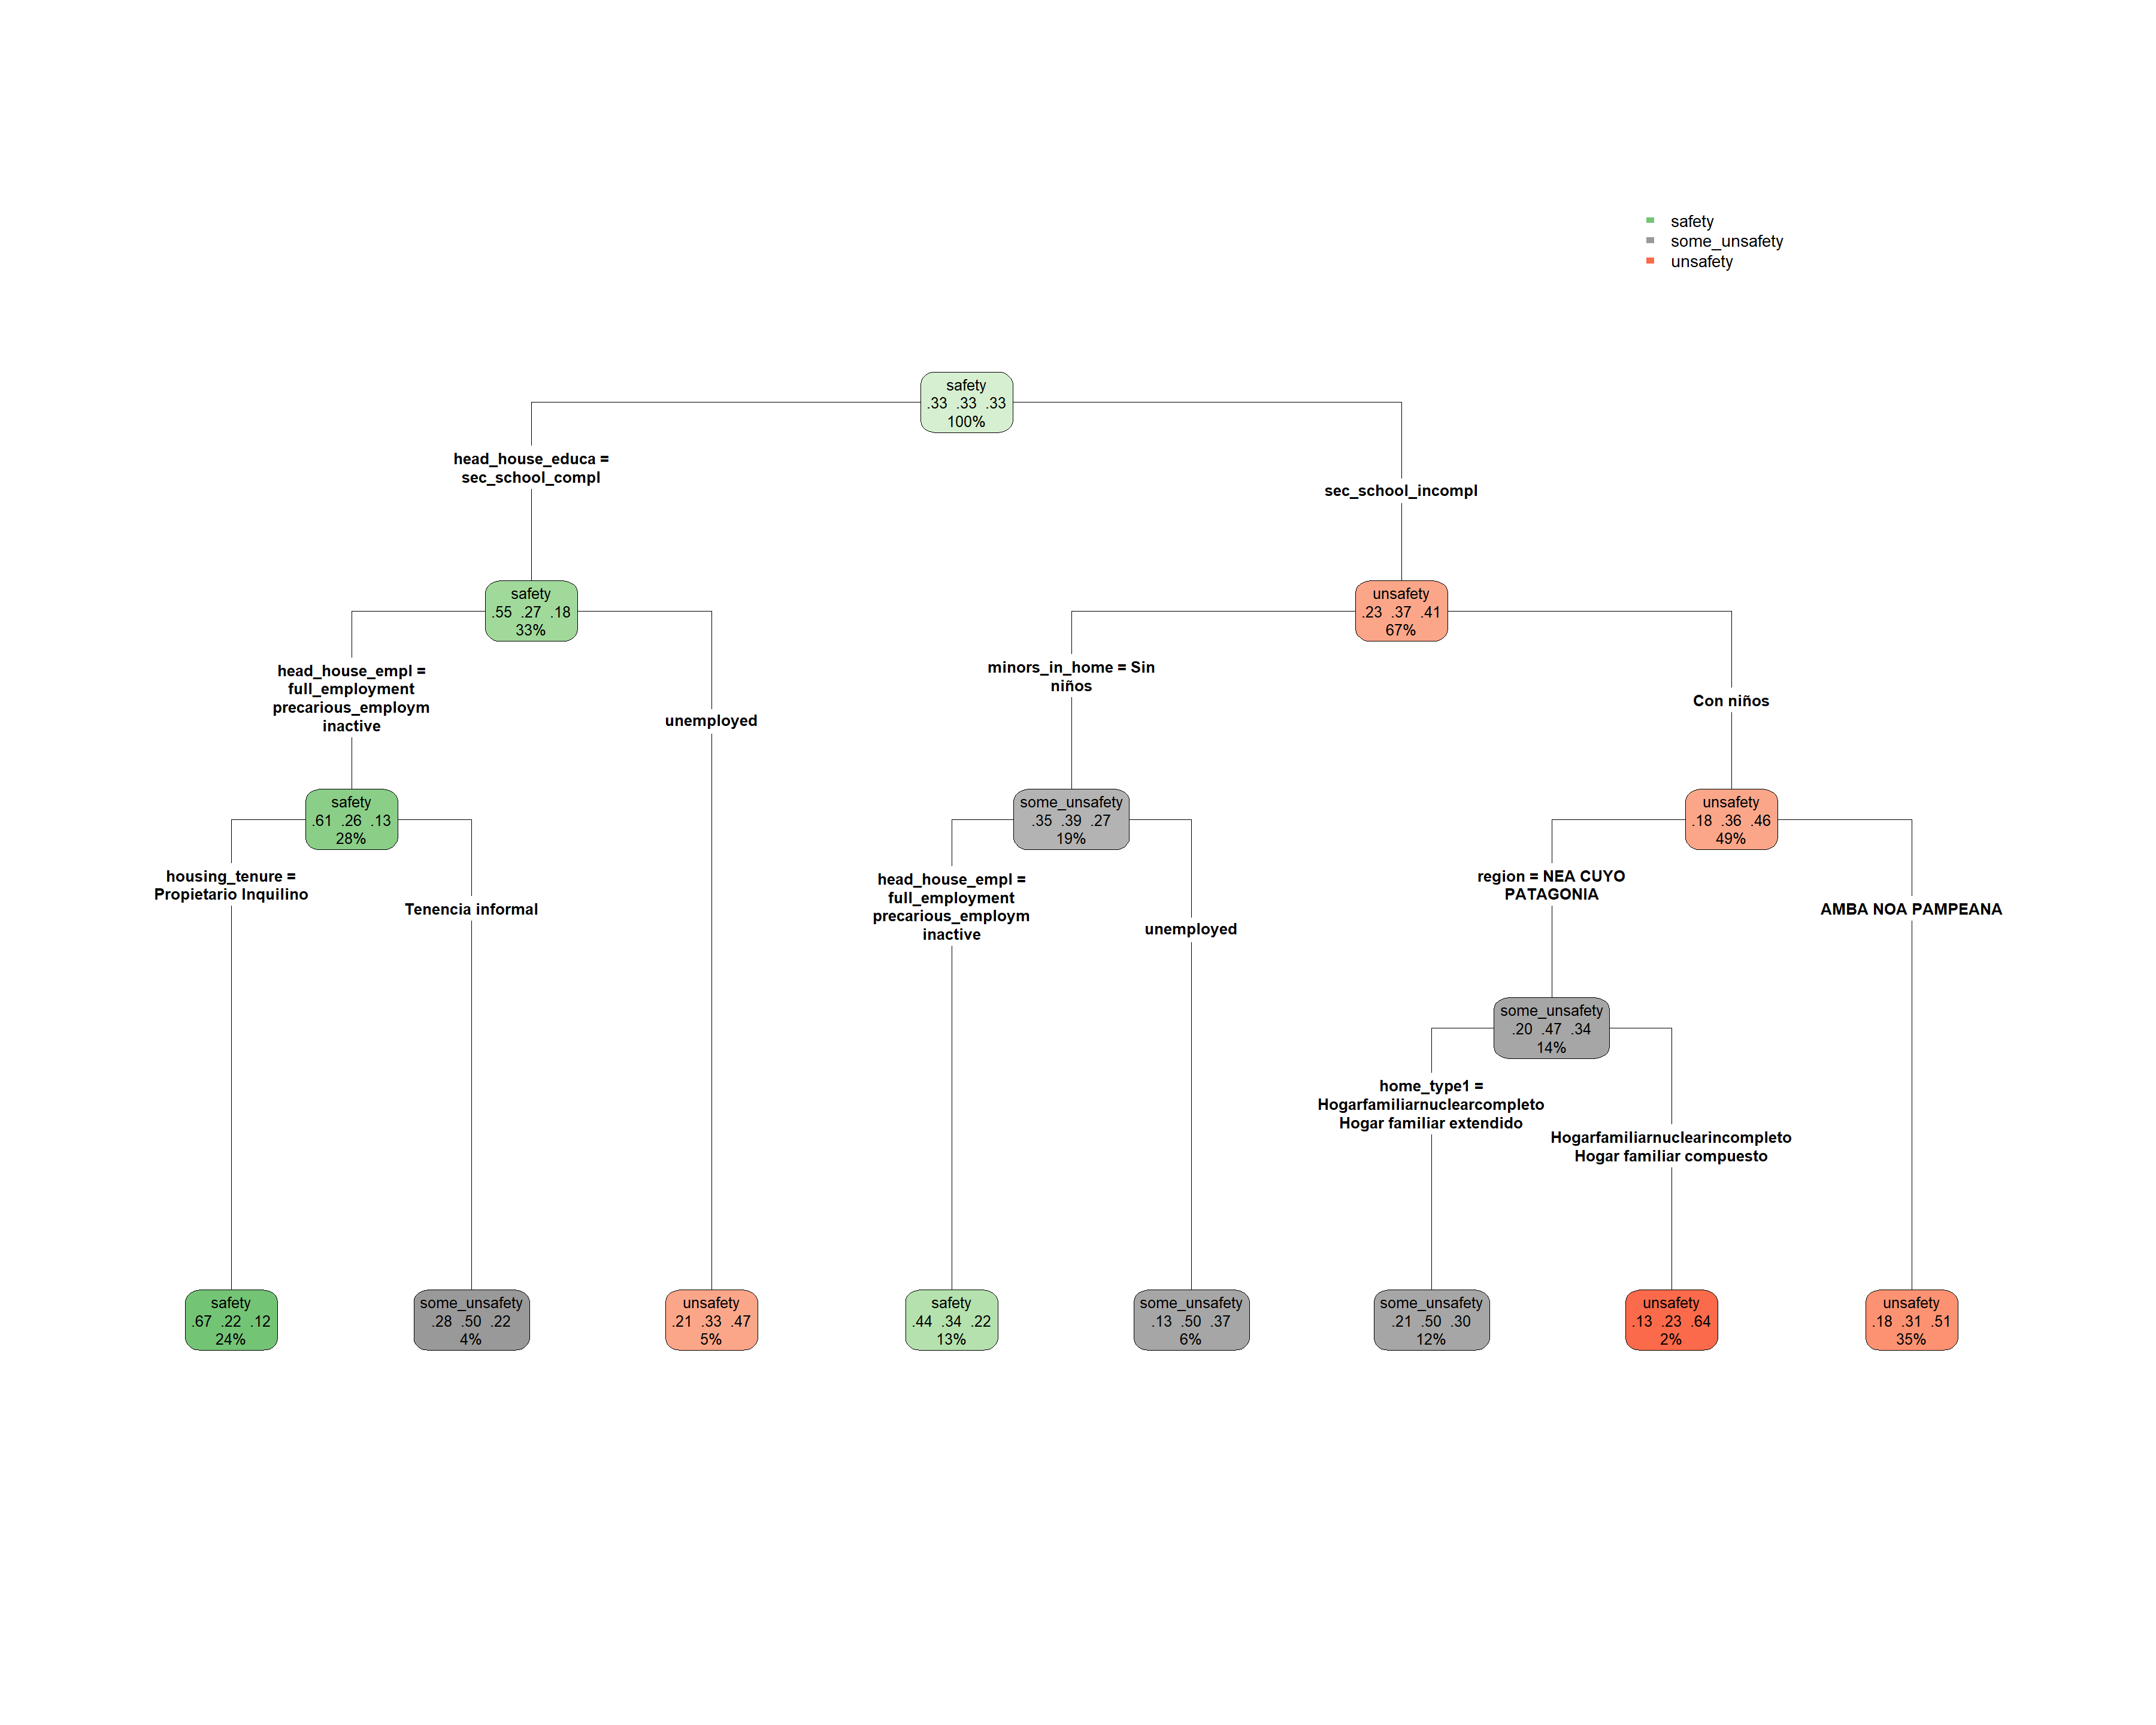 safety
some_unsafety
unsafety
safety
.33 .33 .33
100%
head_house_educa =
sec_school_compl
sec_school_incompl
safety
.55 .27 .18
33%
unsafety
.23 .37 .41
67%
head_house_empl =
full_employment
precarious_employm
inactive
unemployed
minors_in_home = Sin
niños
Con niños
safety
.61 .26 .13
28%
some_unsafety
.35 .39 .27
19%
unsafety
.18 .36 .46
49%
housing_tenure =
Propietario Inquilino
Tenencia informal
head_house_empl =
full_employment
precarious_employm
inactive
unemployed
region = NEA CUYO
PATAGONIA
AMBA NOA PAMPEANA
some_unsafety
.20 .47 .34
14%
home_type1 =
Hogarfamiliarnuclearcompleto
Hogar familiar extendido
Hogarfamiliarnuclearincompleto
Hogar familiar compuesto
safety
.67 .22 .12
24%
some_unsafety
.28 .50 .22
4%
unsafety
.21 .33 .47
5%
safety
.44 .34 .22
13%
some_unsafety
.13 .50 .37
6%
some_unsafety
.21 .50 .30
12%
unsafety
.13 .23 .64
2%
unsafety
.18 .31 .51
35%